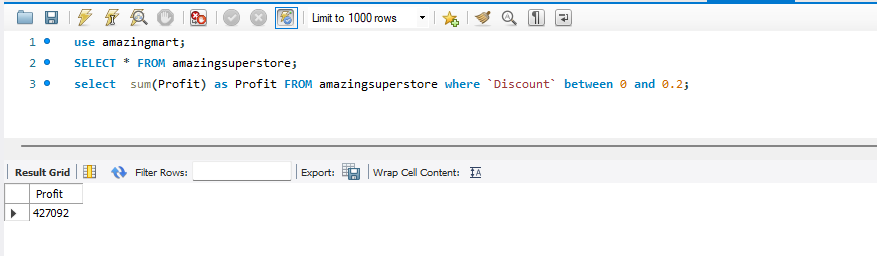 Limit to 1000 rows
1 use amazingmart;
2 SELECT * FROM amazingsuperstore;
3 select  sum(Profit) as Profit FROM amazingsuperstore where `Discount` between 0 and 0.2;
Result Grid Filter Rows: Export: Wrap Cell Content: IA
Profit
427092